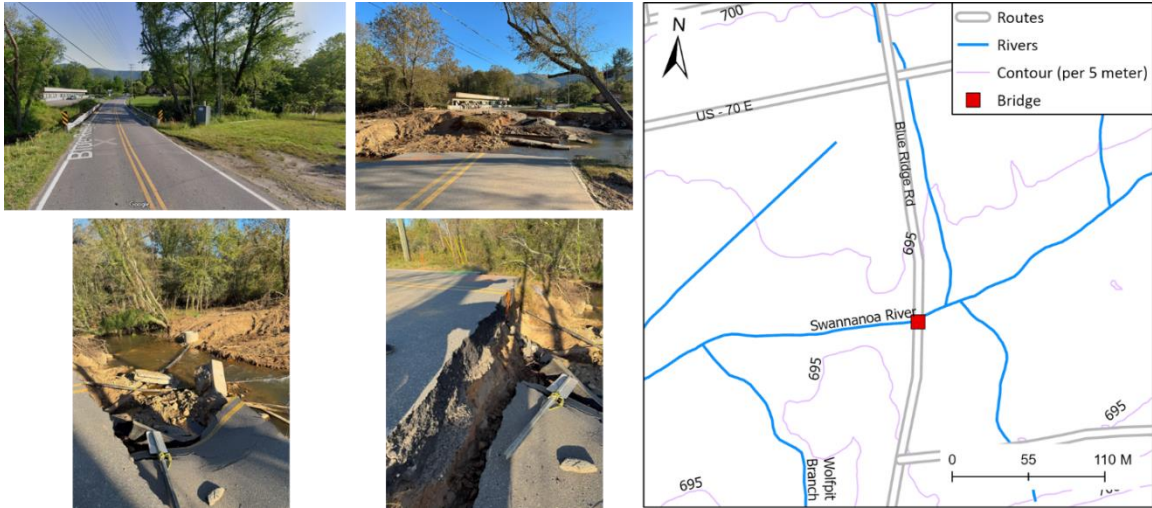 Google
N
700
US - 70 E
Blue Ridge Rd
695
Swannanoa River
695
Wolfpit
Branch
695
695
Routes
Rivers
Contour (per 5 meter)
Bridge
0 55 110 M